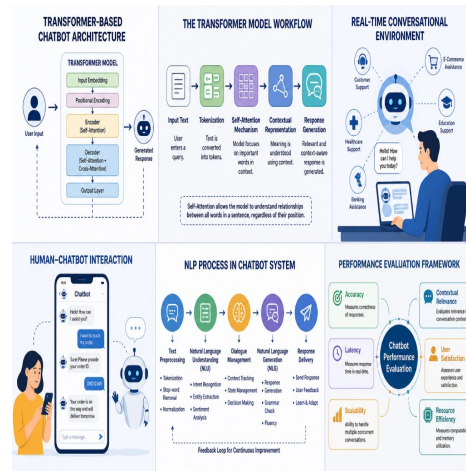 TRANSFORMER-BASED
CHATBOT ARCHITECTURE
TRANSFORMER MODEL
Input Embedding
Positional Encoding
Encoder
(Self-Attention)
Decoder
(Self-Attention +
Cross-Attention)
Output Layer
User Input
Generated
Response
THE TRANSFORMER MODEL WORKFLOW
Input Text
User
enters a
query.
Tokenization
Text is
converted
into tokens.
Self-Attention
Mechanism
Model focuses
on important
words in
context.
Contextual
Representation
Meaning is
understood
using context.
Response
Generation
Relevant and
context-aware
response is
generated.
Self-Attention allows the model to understand relationships
between all words in a sentence, regardless of their position.
REAL-TIME CONVERSATIONAL
ENVIRONMENT
Customer
Support
E-Commerce
Assistance
Healthcare
Support
Education
Support
Banking
Assistance
Hello! How
can I help
you today?
HUMAN–CHATBOT INTERACTION
Chatbot
Hello! How can
I assist you?
Sure! Please provide
your order ID.
Your order is
on the way and
will deliver
tomorrow.
Type a message...
NLP PROCESS IN CHATBOT SYSTEM
Text
Preprocessing
• Tokenization
• Stop-word
Removal
• Normalization
Natural Language
Understanding
(NLU)
• Intent Recognition
• Entity Extraction
• Sentiment
Analysis
Dialogue
Management
• Context Tracking
• State Management
• Decision Making
Natural Language
Generation
(NLG)
• Response
Generation
• Grammar
Check
• Fluency
Response
Delivery
• Send Response
• User Feedback
• Learn & Adapt
Feedback Loop for Continuous Improvement
PERFORMANCE EVALUATION FRAMEWORK
Accuracy
Measures correctness
of responses.
Latency
Measures response
time in real-time.
Scalability
Ability to handle
multiple concurrent
conversations.
Chatbot
Performance
Evaluation
Contextual
Relevance
Evaluates relevance
conversation context
User
Satisfaction
Assesses user
experience and
satisfaction.
Resource
Efficiency
Measures
and memory
utilization.